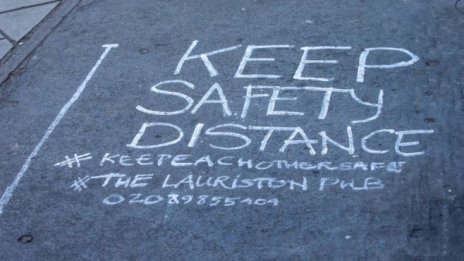 KEEP
SAFETY
DISTANCE
#KEEPEACHOTHERSAFE
#THE LAURISTON PUB
02089855404